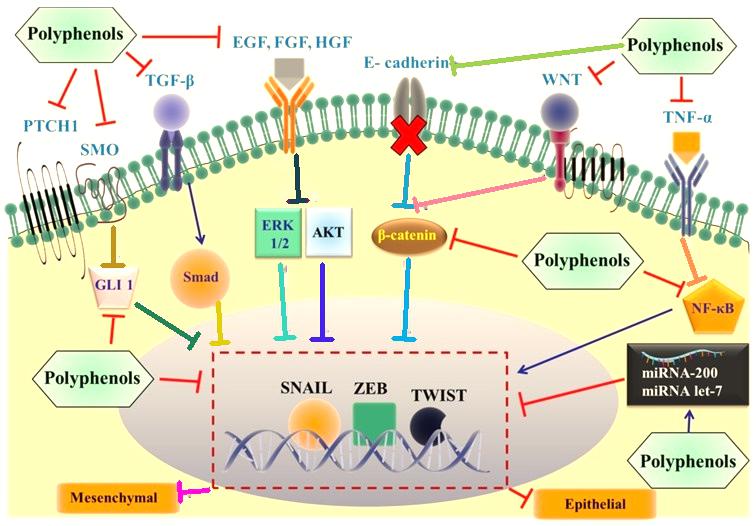 Polyphenols
EGF, FGF, HGF
E- cadherin
Polyphenols
TGF-β
WNT
TNF-α
PTCH1
SMO
ERK
1/2
AKT
β-catenin
Polyphenols
GLI 1
Smad
NF-κB
Polyphenols
SNAIL
ZEB
TWIST
miRNA-200
miRNA let-7
Polyphenols
Mesenchymal
Epithelial